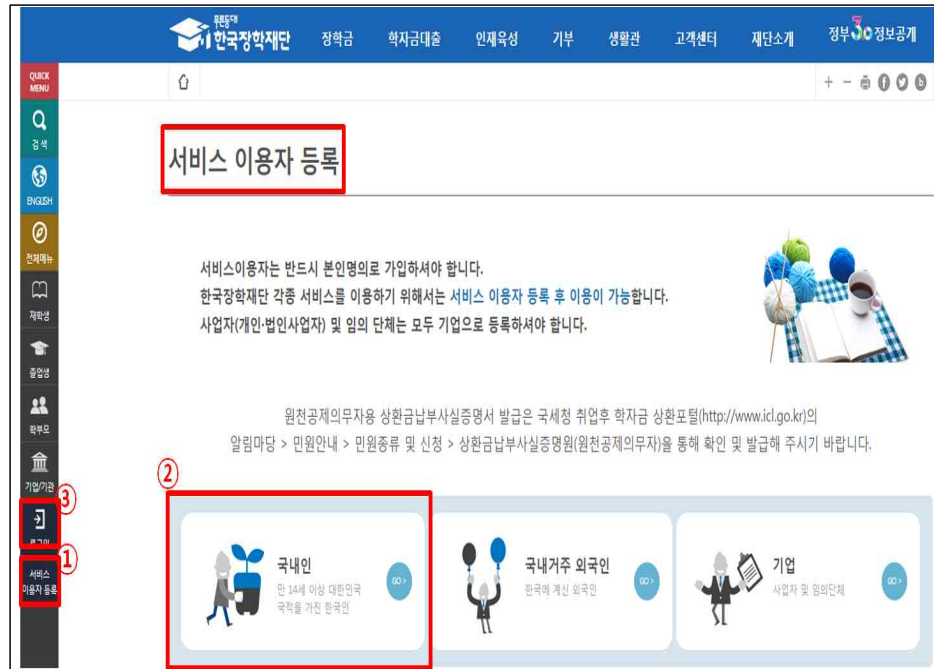 푸른등대
한국장학재단
장학금 학자금대출 인재육성 기부 생활관 고객센터 재단소개 정부3.0정보공개
QUICK
MENU
검색
ENGLISH
전체메뉴
재학생
졸업생
학부모
기업/기관
③
로그인
①
서비스
이용자 등록
서비스 이용자 등록
서비스이용자는 반드시 본인명의로 가입하셔야 합니다.
한국장학재단 각종 서비스를 이용하기 위해서는 서비스 이용자 등록 후 이용이 가능합니다.
사업자(개인·법인사업자) 및 임의 단체는 모두 기업으로 등록하셔야 합니다.
원천공제의무자용 상환금납부사실증명서 발급은 국세청 취업후 학자금 상환포털(http://www.icl.go.kr)의
알림마당 > 민원안내 > 민원종류 및 신청 > 상환금납부사실증명원(원천공제의무자)을 통해 확인 및 발급해 주시기 바랍니다.
②
국내인
만 14세 이상 대한민국
국적을 가진 한국인
GO >
국내거주 외국인
한국에 계신 외국인
GO >
기업
사업자 및 임의단체
GO >